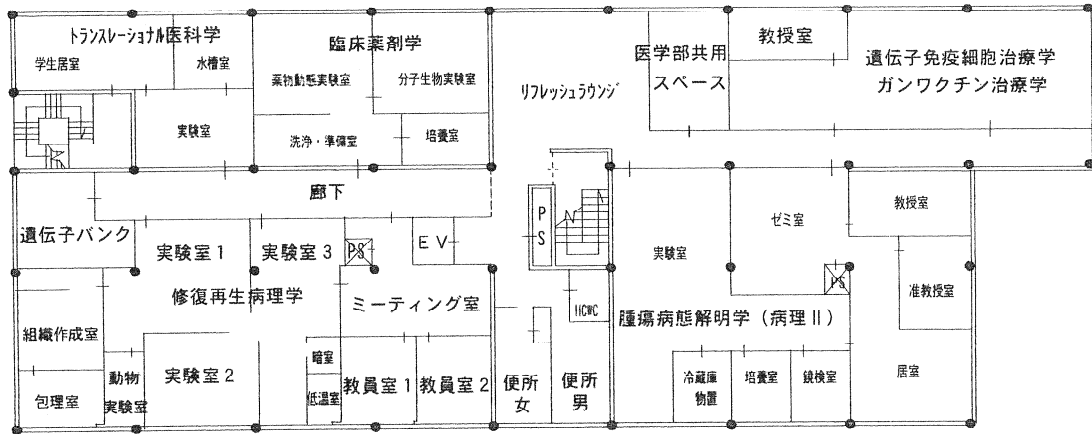 トランスレーショナル医科学
学生居室
水槽室
実験室
臨床薬剤学
薬物動態実験室
分子生物実験室
洗浄・準備室
培養室
リフレッシュラウンジ
医学部共用
スペース
教授室
遺伝子免疫細胞治療学
ガンワクチン治療学
廊下
遺伝子バンク
実験室1
実験室3
PS
EV
PS
修復再生病理学
ミーティング室
組織作成室
包理室
動物
実験室
実験室2
暗室
低温室
教員室1
教員室2
便所
女
便所
男
HCWC
実験室
ゼミ室
教授室
PS
准教授室
腫瘍病態解明学(病理Ⅱ)
冷蔵庫
物置
培養室
鏡検室
居室